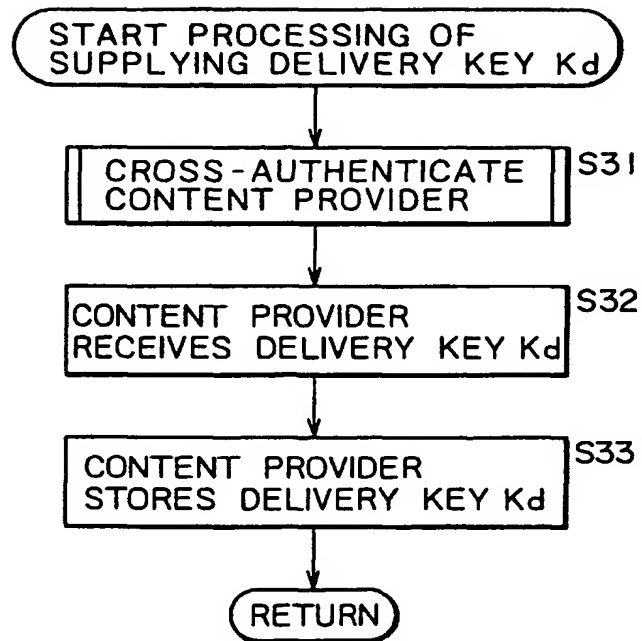 START PROCESSING OF
SUPPLYING DELIVERY KEY Kd
CROSS-AUTHENTICATE
CONTENT PROVIDER
S31
CONTENT PROVIDER
RECEIVES DELIVERY KEY Kd
S32
CONTENT PROVIDER
STORES DELIVERY KEY Kd
S33
RETURN